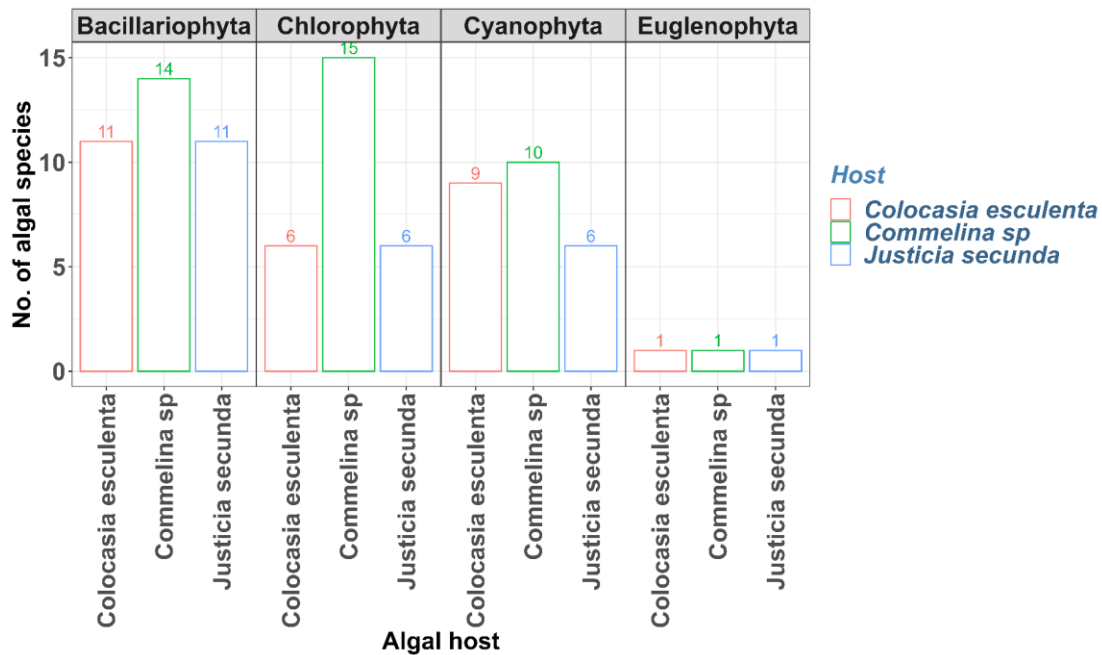 Bacillariophyta Chlorophyta Cyanophyta Euglenophyta
No. of algal species
15
10
5
0
11
14
11
6
15
6
9
10
6
1
1
1
Colocasia esculenta
Commelina sp
Justicia secunda
Colocasia esculenta
Commelina sp
Justicia secunda
Colocasia esculenta
Commelina sp
Justicia secunda
Colocasia esculenta
Commelina sp
Justicia secunda
Algal host
Host
Colocasia esculenta
Commelina sp
Justicia secunda